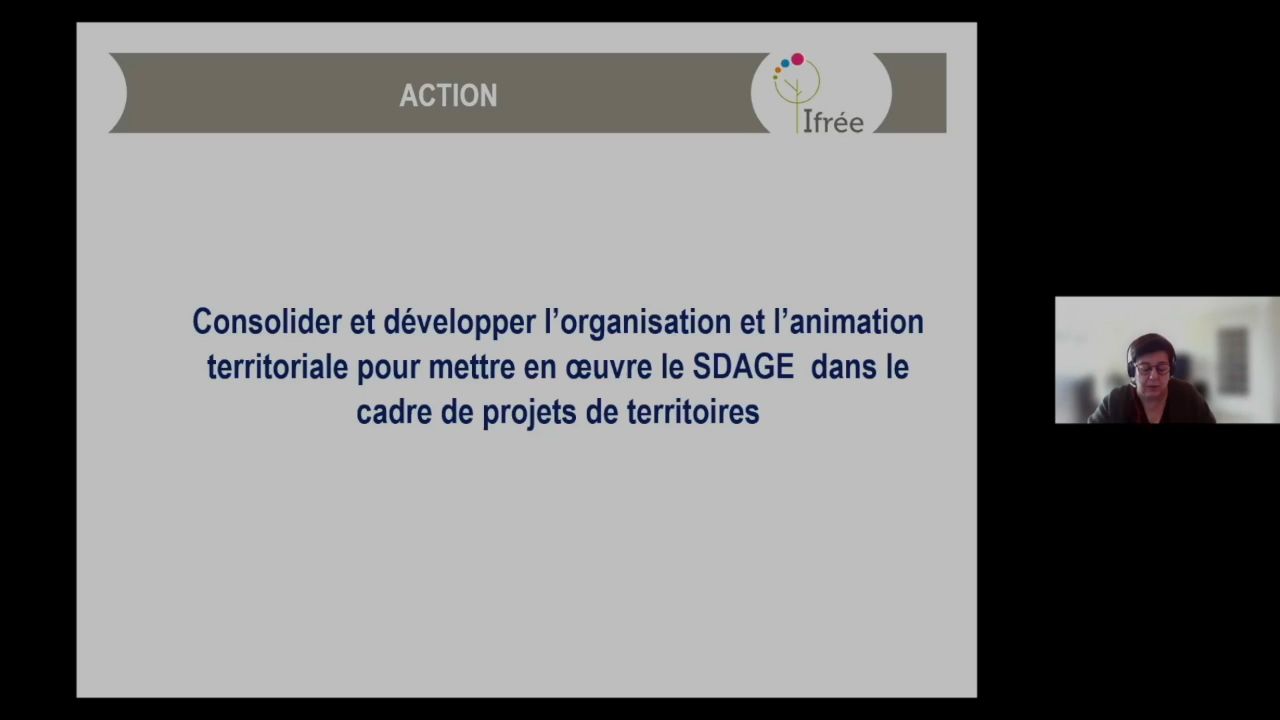 ACTION
Ifrée
Consolider et développer l’organisation et l’animation
territoriale pour mettre en œuvre le SDAGE dans le
cadre de projets de territoires